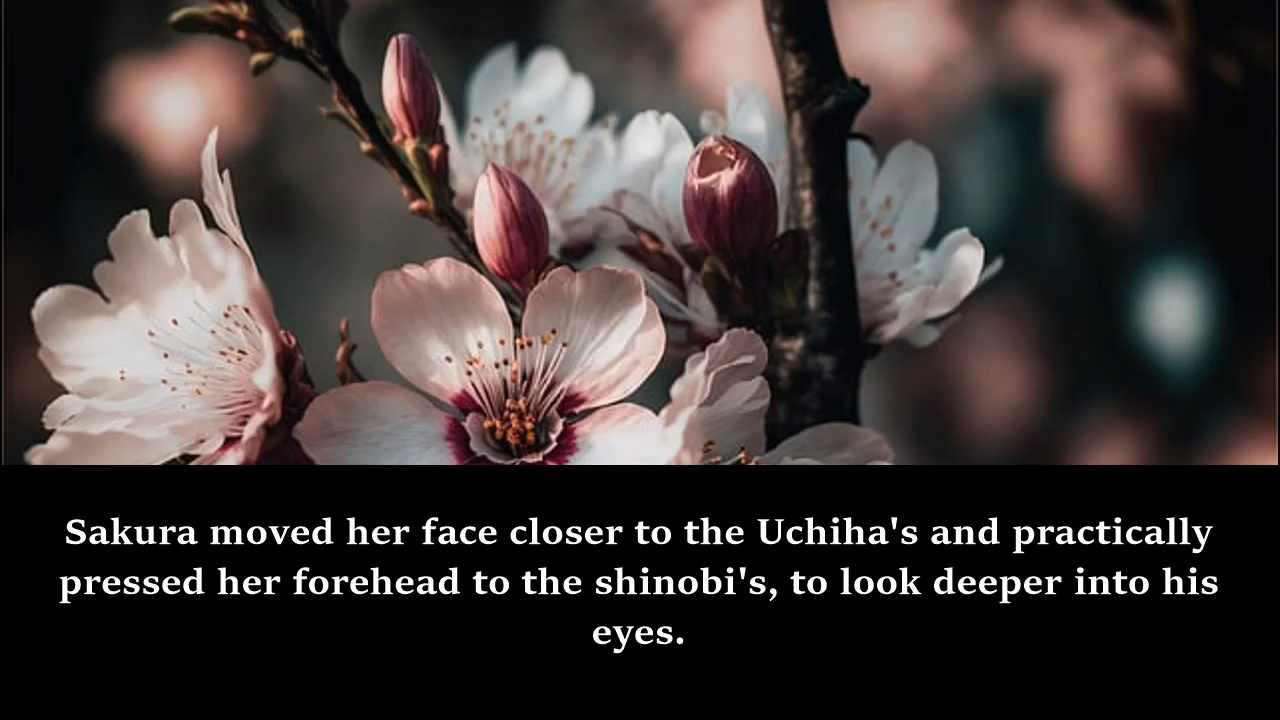 Sakura moved her face closer to the Uchiha's and practically
pressed her forehead to the shinobi's, to look deeper into his
eyes.